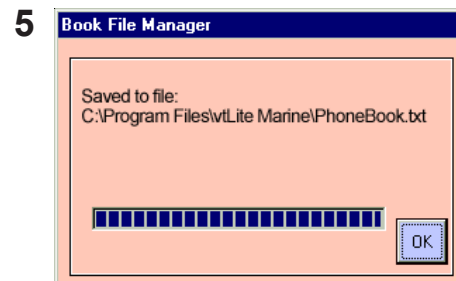 5
Book File Manager
Saved to file:
C:\Program Files\vtLite Marine\PhoneBook.txt
OK